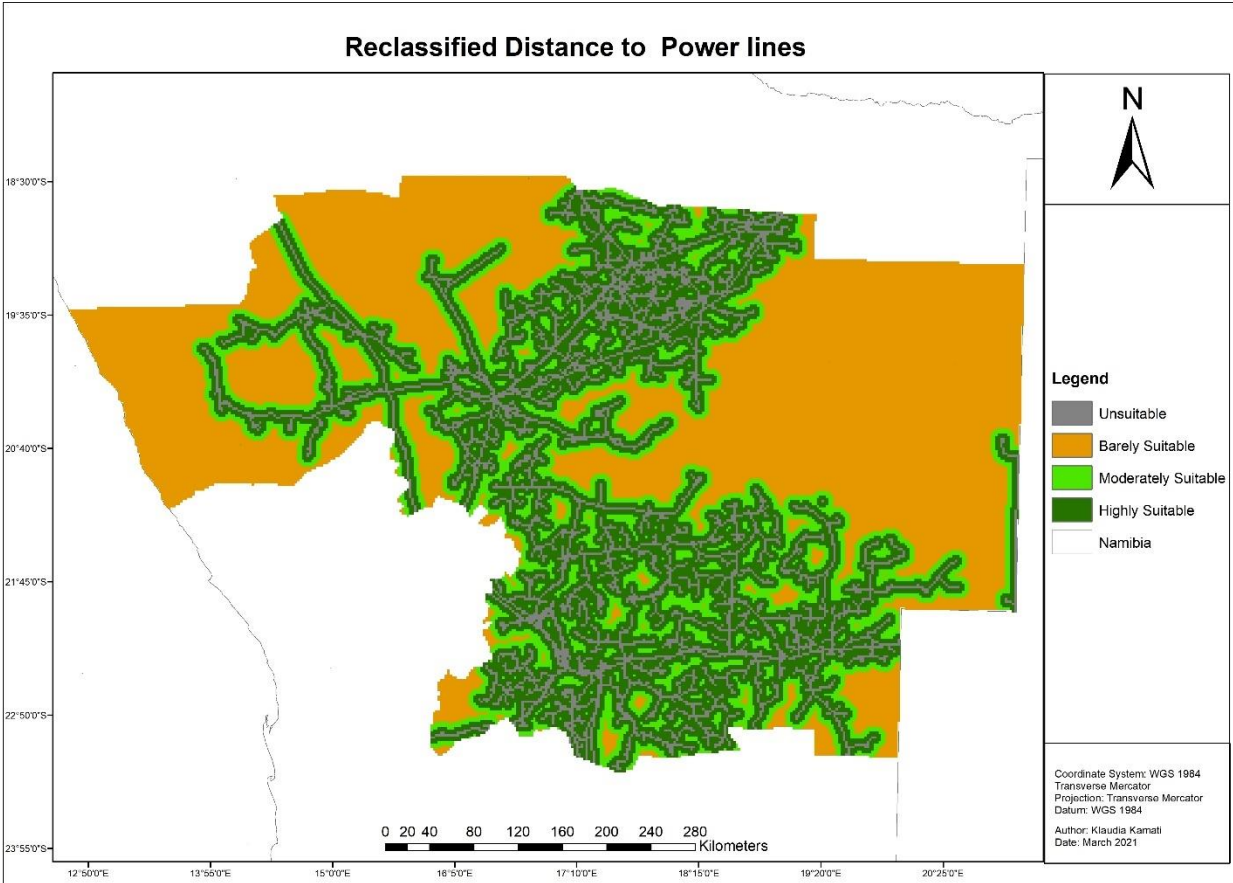 Reclassified Distance to  Power lines
N
18°30'0"S
19°35'0"S
20°40'0"S
21°45'0"S
22°50'0"S
23°55'0"S
12°50'0"E
13°55'0"E
15°0'0"E
16°5'0"E
17°10'0"E
18°15'0"E
19°20'0"E
20°25'0"E
0 20 40 80 120 160 200 240 280
Kilometers
Legend
Unsuitable
Barely Suitable
Moderately Suitable
Highly Suitable
Namibia
Coordinate System: WGS 1984
Transverse Mercator
Projection: Transverse Mercator
Datum: WGS 1984
Author: Klaudia Kamati
Date: March 2021